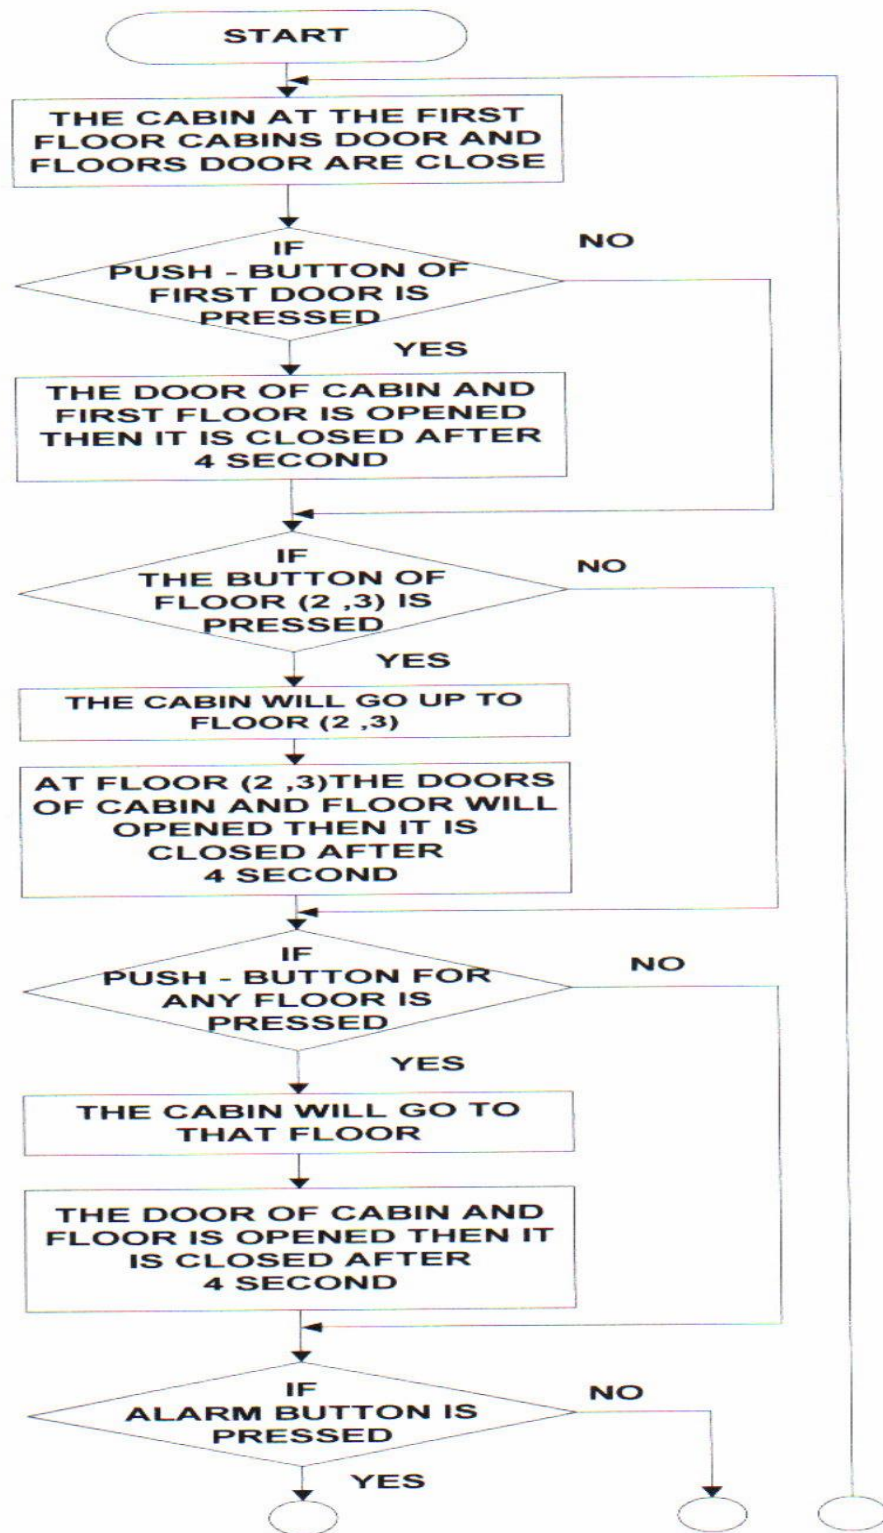 START
THE CABIN AT THE FIRST
FLOOR CABINS DOOR AND
FLOORS DOOR ARE CLOSE
IF
PUSH - BUTTON OF
FIRST DOOR IS
PRESSED
NO
YES
THE DOOR OF CABIN AND
FIRST FLOOR IS OPENED
THEN IT IS CLOSED AFTER
4 SECOND
IF
THE BUTTON OF
FLOOR (2 ,3) IS
PRESSED
NO
YES
THE CABIN WILL GO UP TO
FLOOR (2 ,3)
AT FLOOR (2 ,3)THE DOORS
OF CABIN AND FLOOR WILL
OPENED THEN IT IS
CLOSED AFTER
4 SECOND
IF
PUSH - BUTTON FOR
ANY FLOOR IS
PRESSED
NO
YES
THE CABIN WILL GO TO
THAT FLOOR
THE DOOR OF CABIN AND
FLOOR IS OPENED THEN IT
IS CLOSED AFTER
4 SECOND
IF
ALARM BUTTON IS
PRESSED
NO
YES